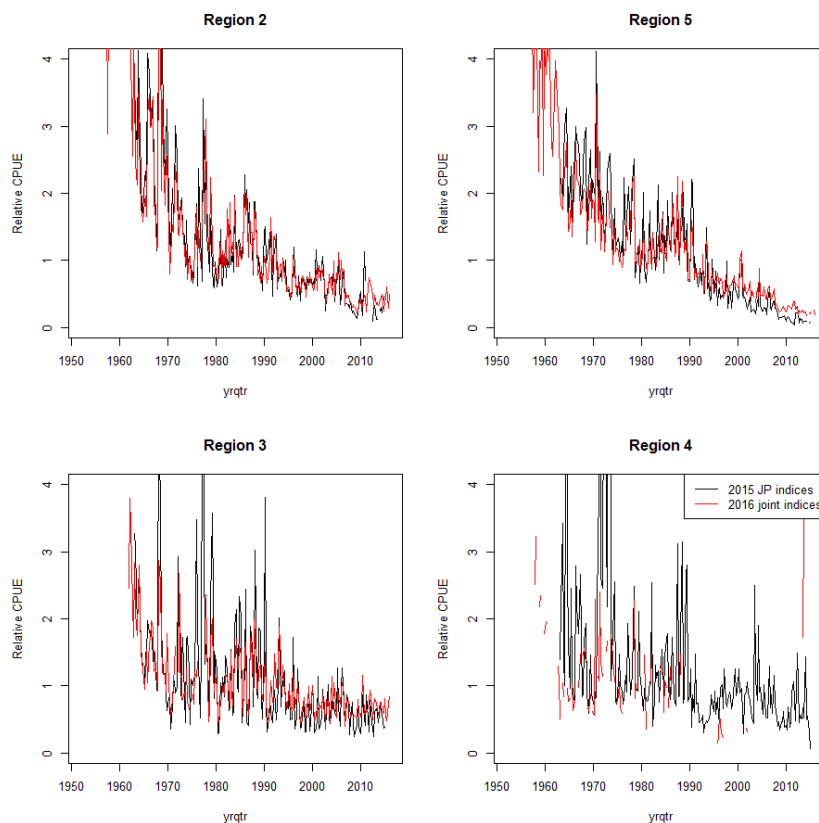 Region 2
Relative CPUE
0 1 2 3 4
1950 1960 1970 1980 1990 2000 2010
yrqtr
Region 5
Relative CPUE
0 1 2 3 4
1950 1960 1970 1980 1990 2000 2010
yrqtr
Region 3
Relative CPUE
0 1 2 3 4
1950 1960 1970 1980 1990 2000 2010
yrqtr
Region 4
2015 JP indices
2016 joint indices
Relative CPUE
0 1 2 3 4
1950 1960 1970 1980 1990 2000 2010
yrqtr